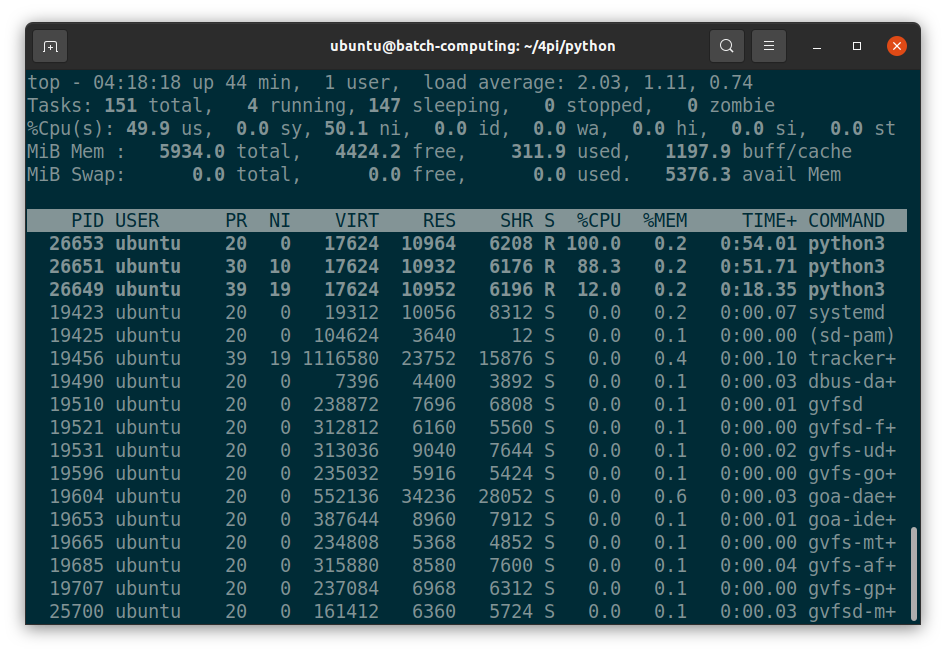 ubuntu@batch-computing: ~/4pi/python
top - 04:18:18 up 44 min,  1 user,  load average: 2.03, 1.11, 0.74
Tasks: 151 total,   4 running, 147 sleeping,   0 stopped,   0 zombie
%Cpu(s): 49.9 us,  0.0 sy, 50.1 ni,  0.0 id,  0.0 wa,  0.0 hi,  0.0 si,  0.0 st
MiB Mem :   5934.0 total,   4424.2 free,    311.9 used,   1197.9 buff/cache
MiB Swap:      0.0 total,      0.0 free,      0.0 used.   5376.3 avail Mem
    PID USER      PR  NI    VIRT    RES    SHR S  %CPU  %MEM     TIME+ COMMAND
  26653 ubuntu    20   0   17624  10964   6208 R 100.0   0.2   0:54.01 python3
  26651 ubuntu    30  10   17624  10932   6176 R  88.3   0.2   0:51.71 python3
  26649 ubuntu    39  19   17624  10952   6196 R  12.0   0.2   0:18.35 python3
  19423 ubuntu    20   0   19312  10056   8312 S   0.0   0.2   0:00.07 systemd
  19425 ubuntu    20   0  104624   3640     12 S   0.0   0.1   0:00.00 (sd-pam)
  19456 ubuntu    39  19 1116580  23752  15876 S   0.0   0.4   0:00.10 tracker+
  19490 ubuntu    20   0    7396   4400   3892 S   0.0   0.1   0:00.03 dbus-da+
  19510 ubuntu    20   0  238872   7696   6808 S   0.0   0.1   0:00.01 gvfsd
  19521 ubuntu    20   0  312812   6160   5560 S   0.0   0.1   0:00.00 gvfsd-f+
  19531 ubuntu    20   0  313036   9040   7644 S   0.0   0.1   0:00.02 gvfs-ud+
  19596 ubuntu    20   0  235032   5916   5424 S   0.0   0.1   0:00.00 gvfs-go+
  19604 ubuntu    20   0  552136  34236  28052 S   0.0   0.6   0:00.03 goa-dae+
  19653 ubuntu    20   0  387644   8960   7912 S   0.0   0.1   0:00.01 goa-ide+
  19665 ubuntu    20   0  234808   5368   4852 S   0.0   0.1   0:00.00 gvfs-mt+
  19685 ubuntu    20   0  315880   8580   7600 S   0.0   0.1   0:00.04 gvfs-af+
  19707 ubuntu    20   0  237084   6968   6312 S   0.0   0.1   0:00.00 gvfs-gp+
  25700 ubuntu    20   0  161412   6360   5724 S   0.0   0.1   0:00.03 gvfsd-m+